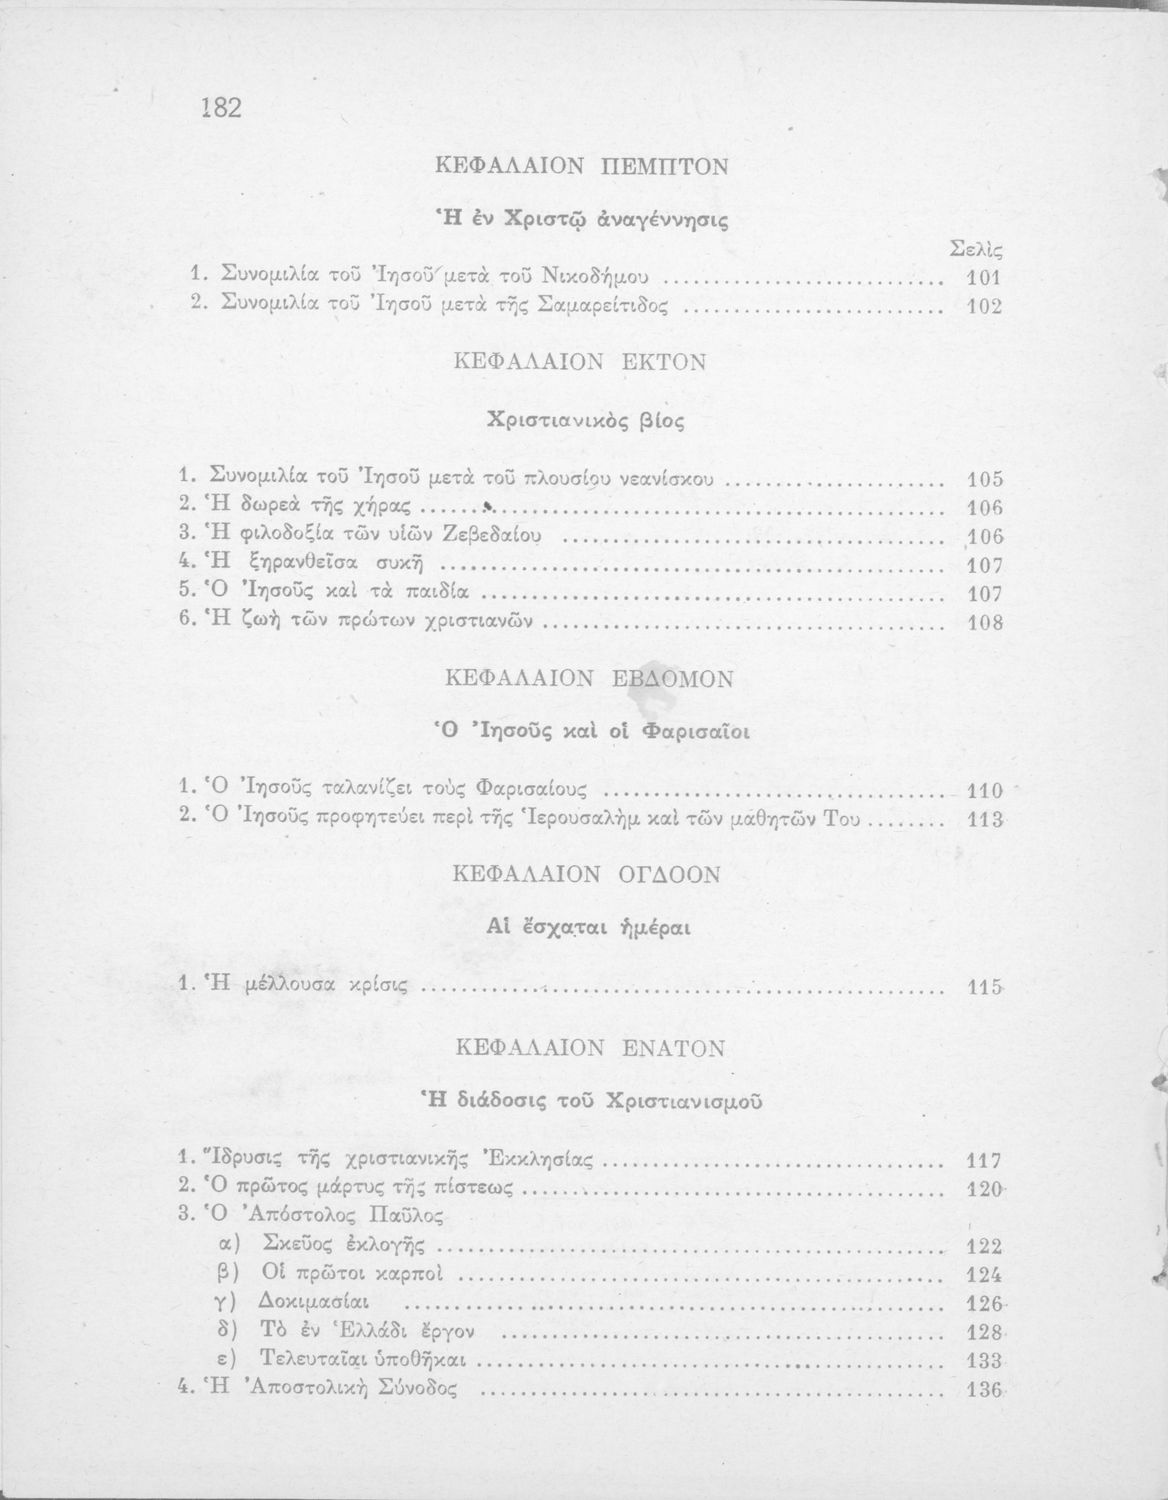 182
ΚΕΦΑΛΑΙΟΝ ΠΕΜΠΤΟΝ
Ἡ ἐν Χριστῷ ἀναγέννησις
Σελὶς
1. Συνομιλία τοῦ Ἰησοῦ μετὰ τοῦ Νικοδήμου ............................ 101
2. Συνομιλία τοῦ Ἰησοῦ μετὰ τῆς Σαμαρείτιδος .......................... 102
ΚΕΦΑΛΑΙΟΝ ΕΚΤΟΝ
Χριστιανικὸς βίος
1. Συνομιλία τοῦ Ἰησοῦ μετὰ τοῦ πλουσίου νεανίσκου ...................... 105
2. Ἡ δωρεὰ τῆς χήρας .................................................... 106
3. Ἡ φιλοδοξία τῶν υἱῶν Ζεβεδαίου ...................................... 106
4. Ἡ ξηρανθεῖσα συκῆ .................................................. 107
5. Ὁ Ἰησοῦς καὶ τὰ παιδία .............................................. 107
6. Ἡ ζωὴ τῶν πρώτων χριστιανῶν ........................................ 108
ΚΕΦΑΛΑΙΟΝ ΕΒΔΟΜΟΝ
Ὁ Ἰησοῦς καὶ οἱ Φαρισαῖοι
1. Ὁ Ἰησοῦς ταλανίζει τοὺς Φαρισαίους .................................. 110
2. Ὁ Ἰησοῦς προφητεύει περὶ τῆς Ἱερουσαλὴμ καὶ τῶν μαθητῶν Του ........ 113
ΚΕΦΑΛΑΙΟΝ ΟΓΔΟΟΝ
Αἱ ἔσχαται ἡμέραι
1. Ἡ μέλλουσα κρίσις .................................................... 115
ΚΕΦΑΛΑΙΟΝ ΕΝΑΤΟΝ
Ἡ διάδοσις τοῦ Χριστιανισμοῦ
1. Ἵδρυσις τῆς χριστιανικῆς Ἐκκλησίας .................................. 117
2. Ὁ πρῶτος μάρτυς τῆς πίστεως .......................................... 120
3. Ὁ Ἀπόστολος Παῦλος
α) Σκεῦος ἐκλογῆς .................................................. 122
β) Οἱ πρῶτοι καρποὶ ................................................ 124
γ) Δοκιμασίαι ...................................................... 126
δ) Τὸ ἐν Ἑλλάδι ἔργον ............................................ 128
ε) Τελευταῖαι ὑποθῆκαι .............................................. 133
4. Ἡ Ἀποστολικὴ Σύνοδος .............................................. 136